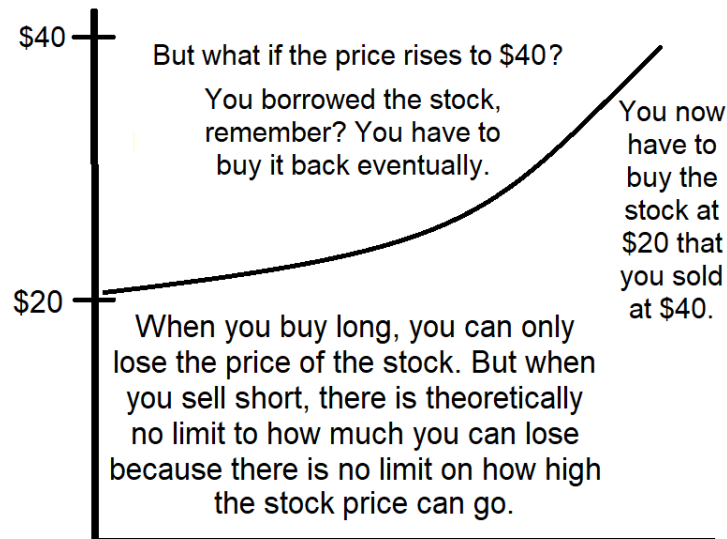 $40
But what if the price rises to $40?
You borrowed the stock,
remember? You have to
buy it back eventually.
You now
have to
buy the
stock at
$20 that
you sold
at $40.
$20
When you buy long, you can only
lose the price of the stock. But when
you sell short, there is theoretically
no limit to how much you can lose
because there is no limit on how high
the stock price can go.